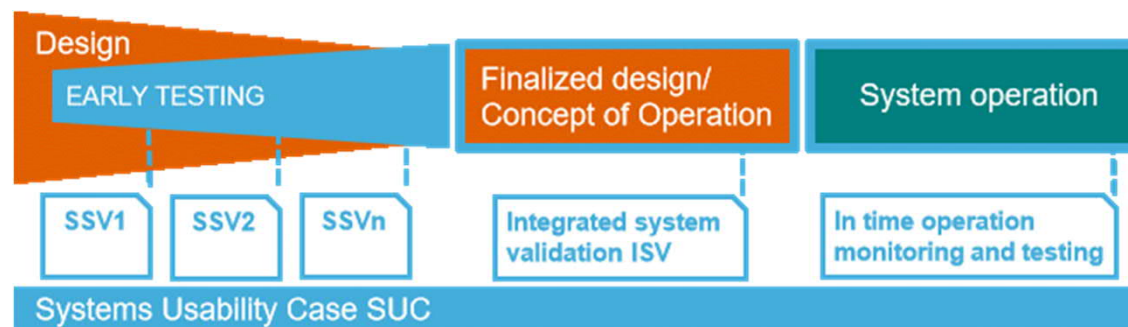 Design
EARLY TESTING
Finalized design/
Concept of Operation
System operation
SSV1
SSV2
SSVn
Integrated system
validation ISV
In time operation
monitoring and testing
Systems Usability Case SUC